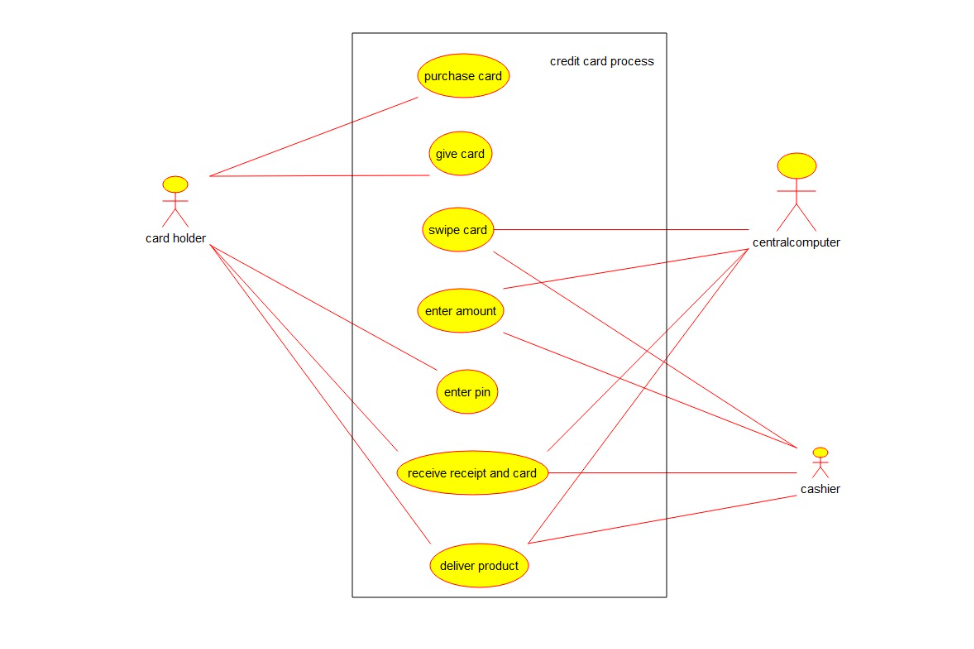 credit card process
purchase card
give card
card holder
swipe card
centralcomputer
enter amount
enter pin
receive receipt and card
cashier
deliver product